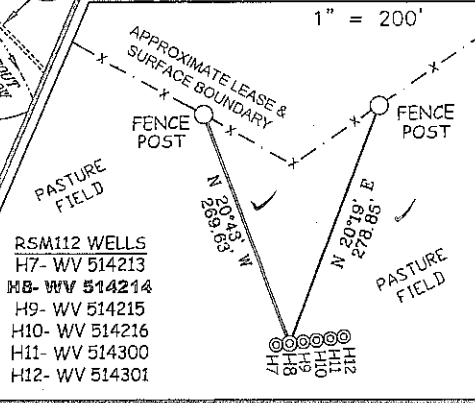 1" = 200'
APPROXIMATE LEASE &
SURFACE BOUNDARY
FENCE
POST
FENCE
POST
PASTURE
FIELD
N 20°43' W
269.63'
N 20°19' E
278.85'
PASTURE
FIELD
RSM112 WELLS
H7- WV 514213
H8- WV 514214
H9- WV 514215
H10- WV 514216
H11- WV 514300
H12- WV 514301
H7
H8
H9
H10
H11
H12